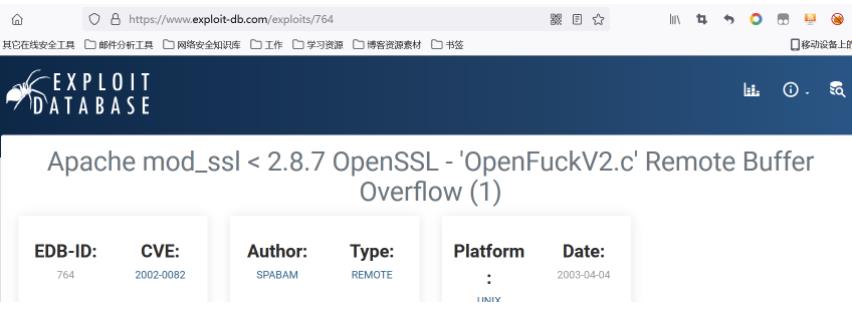 https://www.exploit-db.com/exploits/764
其它在线安全工具 邮件分析工具 网络安全知识库 工作 学习资源 博客资源素材 书签 移动设备上的
EXPLOIT
DATABASE
Apache mod_ssl < 2.8.7 OpenSSL - 'OpenFuckV2.c' Remote Buffer
Overflow (1)
EDB-ID: CVE: Author: Type: Platform Date:
:
764 2002-0082 SPABAM REMOTE 2003-04-04
UNIX